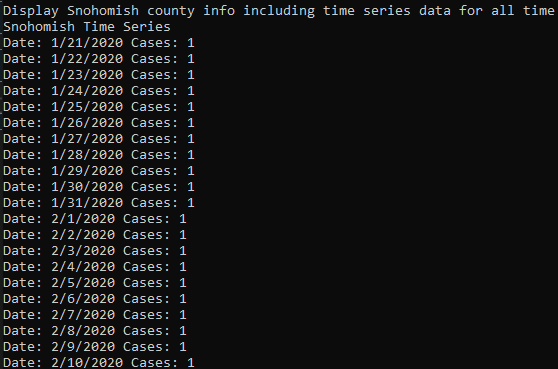 Display Snohomish county info including time series data for all time
Snohomish Time Series
Date: 1/21/2020 Cases: 1
Date: 1/22/2020 Cases: 1
Date: 1/23/2020 Cases: 1
Date: 1/24/2020 Cases: 1
Date: 1/25/2020 Cases: 1
Date: 1/26/2020 Cases: 1
Date: 1/27/2020 Cases: 1
Date: 1/28/2020 Cases: 1
Date: 1/29/2020 Cases: 1
Date: 1/30/2020 Cases: 1
Date: 1/31/2020 Cases: 1
Date: 2/1/2020 Cases: 1
Date: 2/2/2020 Cases: 1
Date: 2/3/2020 Cases: 1
Date: 2/4/2020 Cases: 1
Date: 2/5/2020 Cases: 1
Date: 2/6/2020 Cases: 1
Date: 2/7/2020 Cases: 1
Date: 2/8/2020 Cases: 1
Date: 2/9/2020 Cases: 1
Date: 2/10/2020 Cases: 1